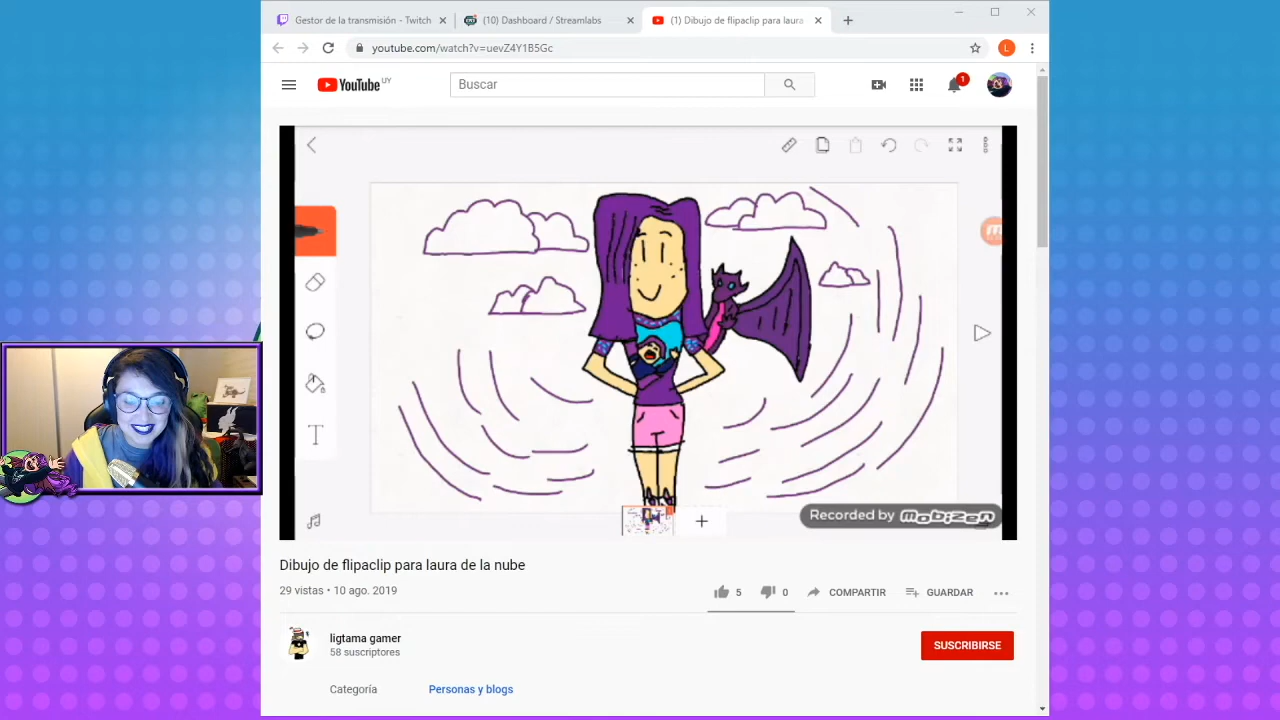 Gestor de la transmisión - Twitch
(10) Dashboard / Streamlabs
(1) Dibujo de flipaclip para laura
youtube.com/watch?v=uevZ4Y1B5Gc
L
YouTube UY
Buscar
1
T
Recorded by mobizen
Dibujo de flipaclip para laura de la nube
29 vistas • 10 ago. 2019
5
0
COMPARTIR
GUARDAR
ligtama gamer
58 suscriptores
SUSCRIBIRSE
Categoría
Personas y blogs